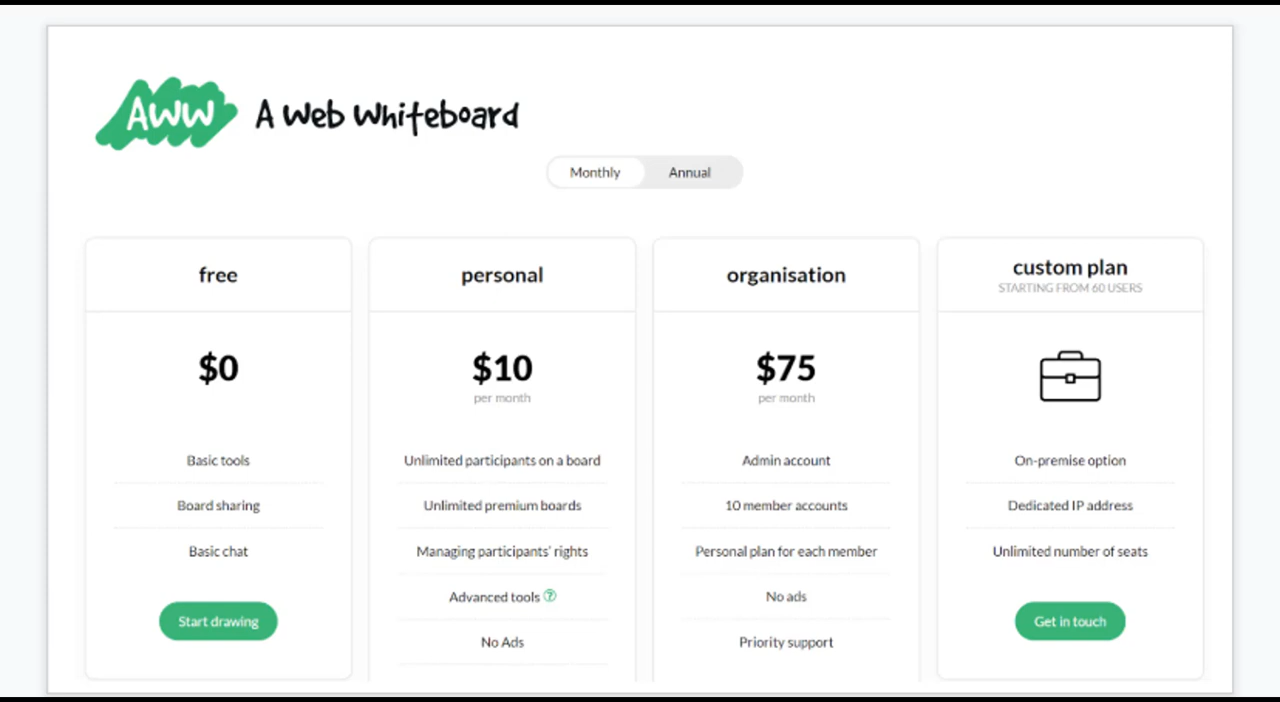 AWW A Web Whiteboard
Monthly Annual
free
$0
Basic tools
Board sharing
Basic chat
Start drawing
personal
$10
per month
Unlimited participants on a board
Unlimited premium boards
Managing participants' rights
Advanced tools ?
No Ads
organisation
$75
per month
Admin account
10 member accounts
Personal plan for each member
No ads
Priority support
custom plan
STARTING FROM 60 USERS
On-premise option
Dedicated IP address
Unlimited number of seats
Get in touch